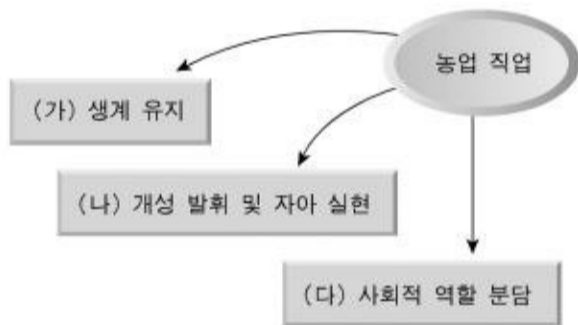 농업 직업
(가) 생계 유지
(나) 개성 발휘 및 자아 실현
(다) 사회적 역할 분담